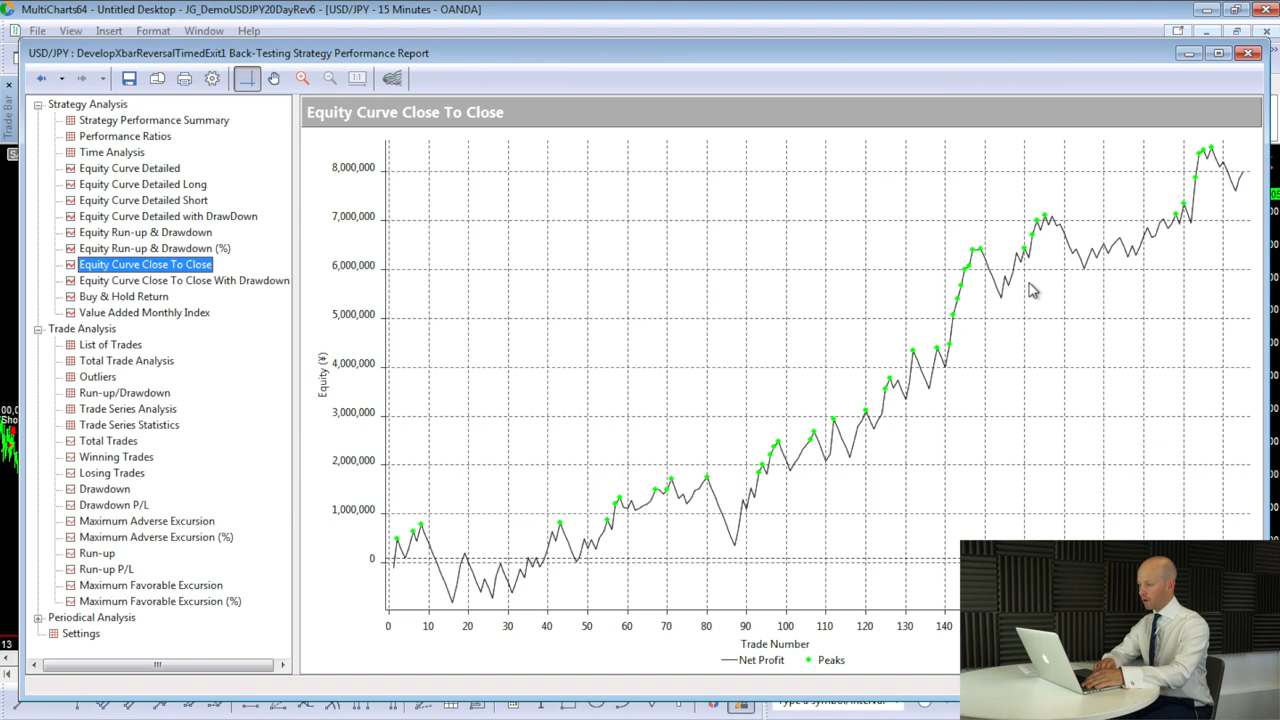 MultiCharts64 - Untitled Desktop - JG_DemoUSDJPY20DayRev6 - [USD/JPY - 15 Minutes - OANDA]
File View Insert Format Window Help
USD/JPY : DevelopXbarReversalTimedExit1 Back-Testing Strategy Performance Report
Trade Bar
Strategy Analysis
Strategy Performance Summary
Performance Ratios
Time Analysis
Equity Curve Detailed
Equity Curve Detailed Long
Equity Curve Detailed Short
Equity Curve Detailed with DrawDown
Equity Run-up & Drawdown
Equity Run-up & Drawdown (%)
Equity Curve Close To Close
Equity Curve Close To Close With Drawdown
Buy & Hold Return
Value Added Monthly Index
Trade Analysis
List of Trades
Total Trade Analysis
Outliers
Run-up/Drawdown
Trade Series Analysis
Trade Series Statistics
Total Trades
Winning Trades
Losing Trades
Drawdown
Drawdown P/L
Maximum Adverse Excursion
Maximum Adverse Excursion (%)
Run-up
Run-up P/L
Maximum Favorable Excursion
Maximum Favorable Excursion (%)
Periodical Analysis
Settings
13
Equity Curve Close To Close
8,000,000
7,000,000
6,000,000
5,000,000
4,000,000
3,000,000
2,000,000
1,000,000
0
Equity (¥)
0 10 20 30 40 50 60 70 80 90 100 110 120 130 140
Trade Number
Net Profit Peaks